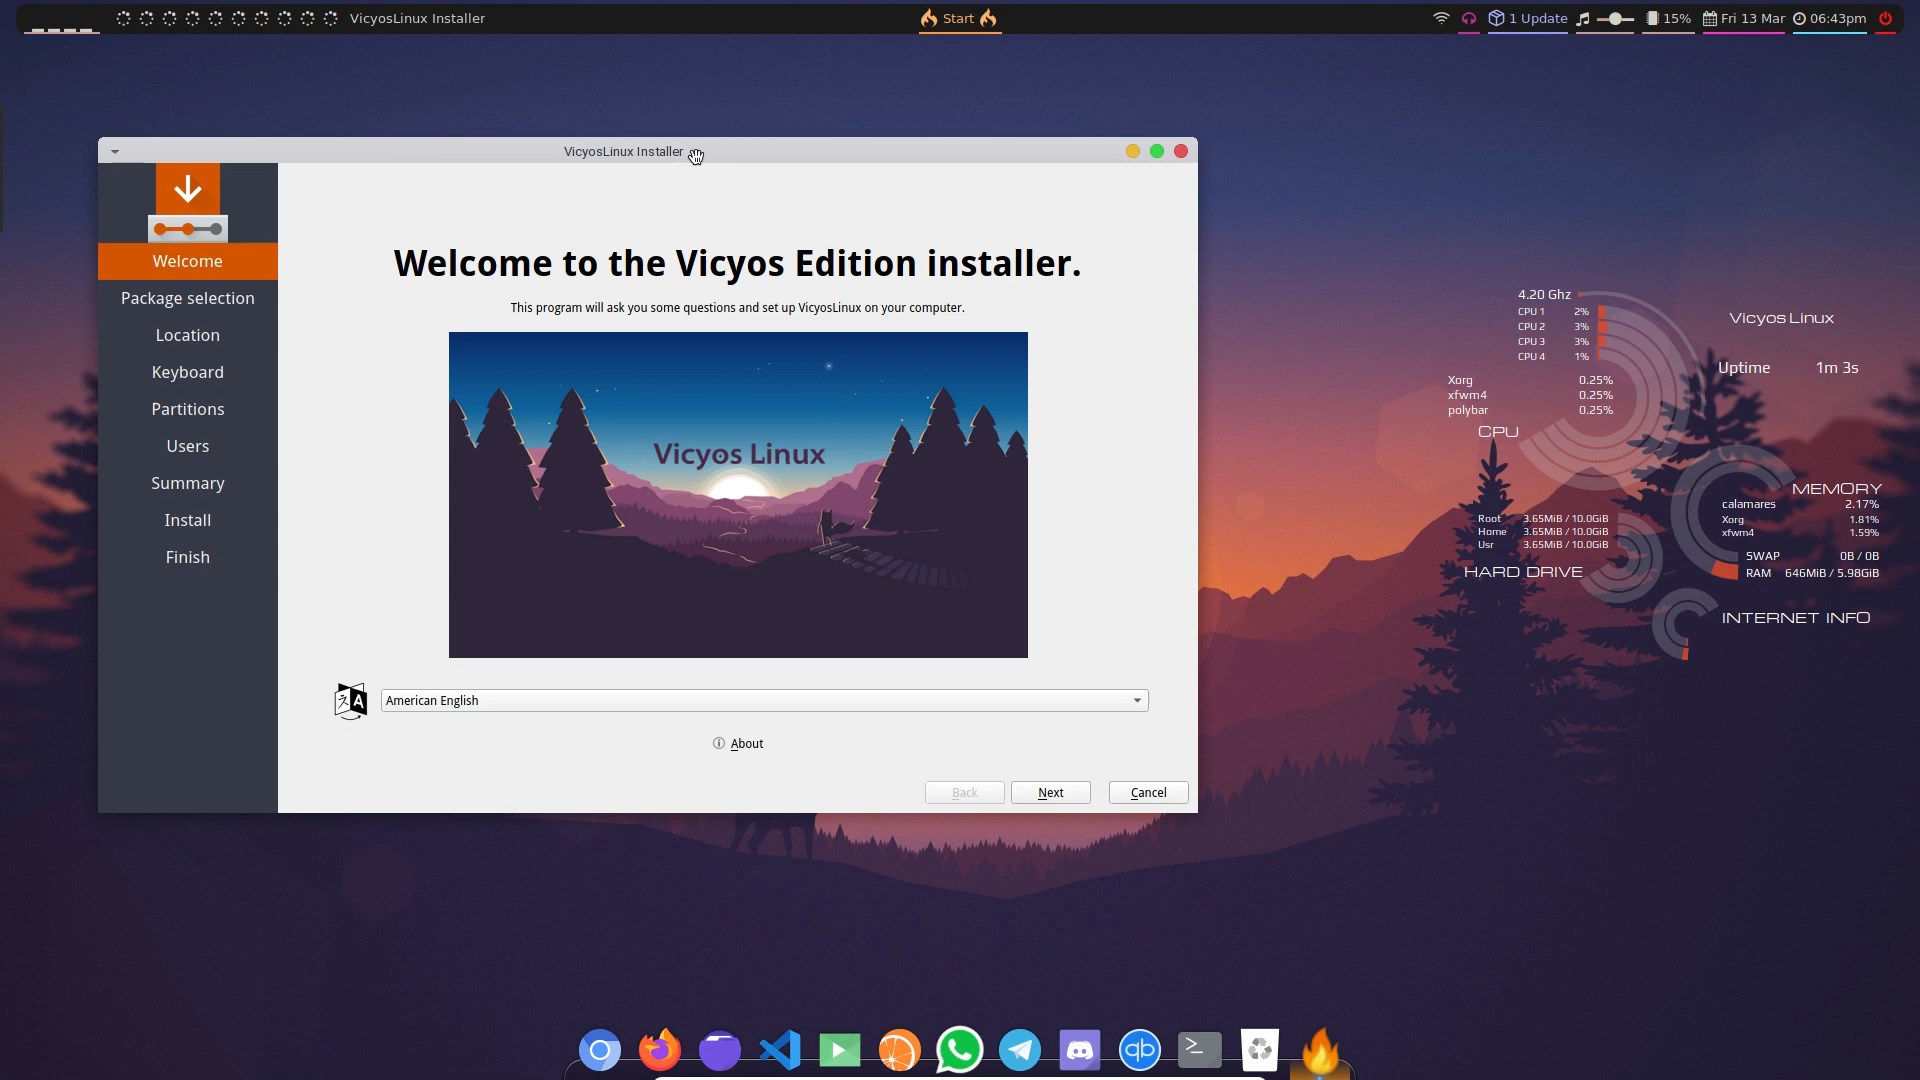 VicyosLinux Installer
Start
1 Update
15%
Fri 13 Mar
06:43pm
VicyosLinux Installer
Welcome
Package selection
Location
Keyboard
Partitions
Users
Summary
Install
Finish
Welcome to the Vicyos Edition installer.
This program will ask you some questions and set up VicyosLinux on your computer.
Vicyos Linux
A
American English
About
Back
Next
Cancel
4.20 Ghz
CPU 1 2%
CPU 2 3%
CPU 3 3%
CPU 4 1%
Xorg 0.25%
xfwm4 0.25%
polybar 0.25%
CPU
Vicyos Linux
Uptime 1m 3s
MEMORY
calamares 2.17%
Xorg 1.81%
xfwm4 1.59%
SWAP 0B / 0B
RAM 646MiB / 5.98GiB
Root 3.65MiB / 10.0GiB
Home 3.65MiB / 10.0GiB
Usr 3.65MiB / 10.0GiB
HARD DRIVE
INTERNET INFO
qb